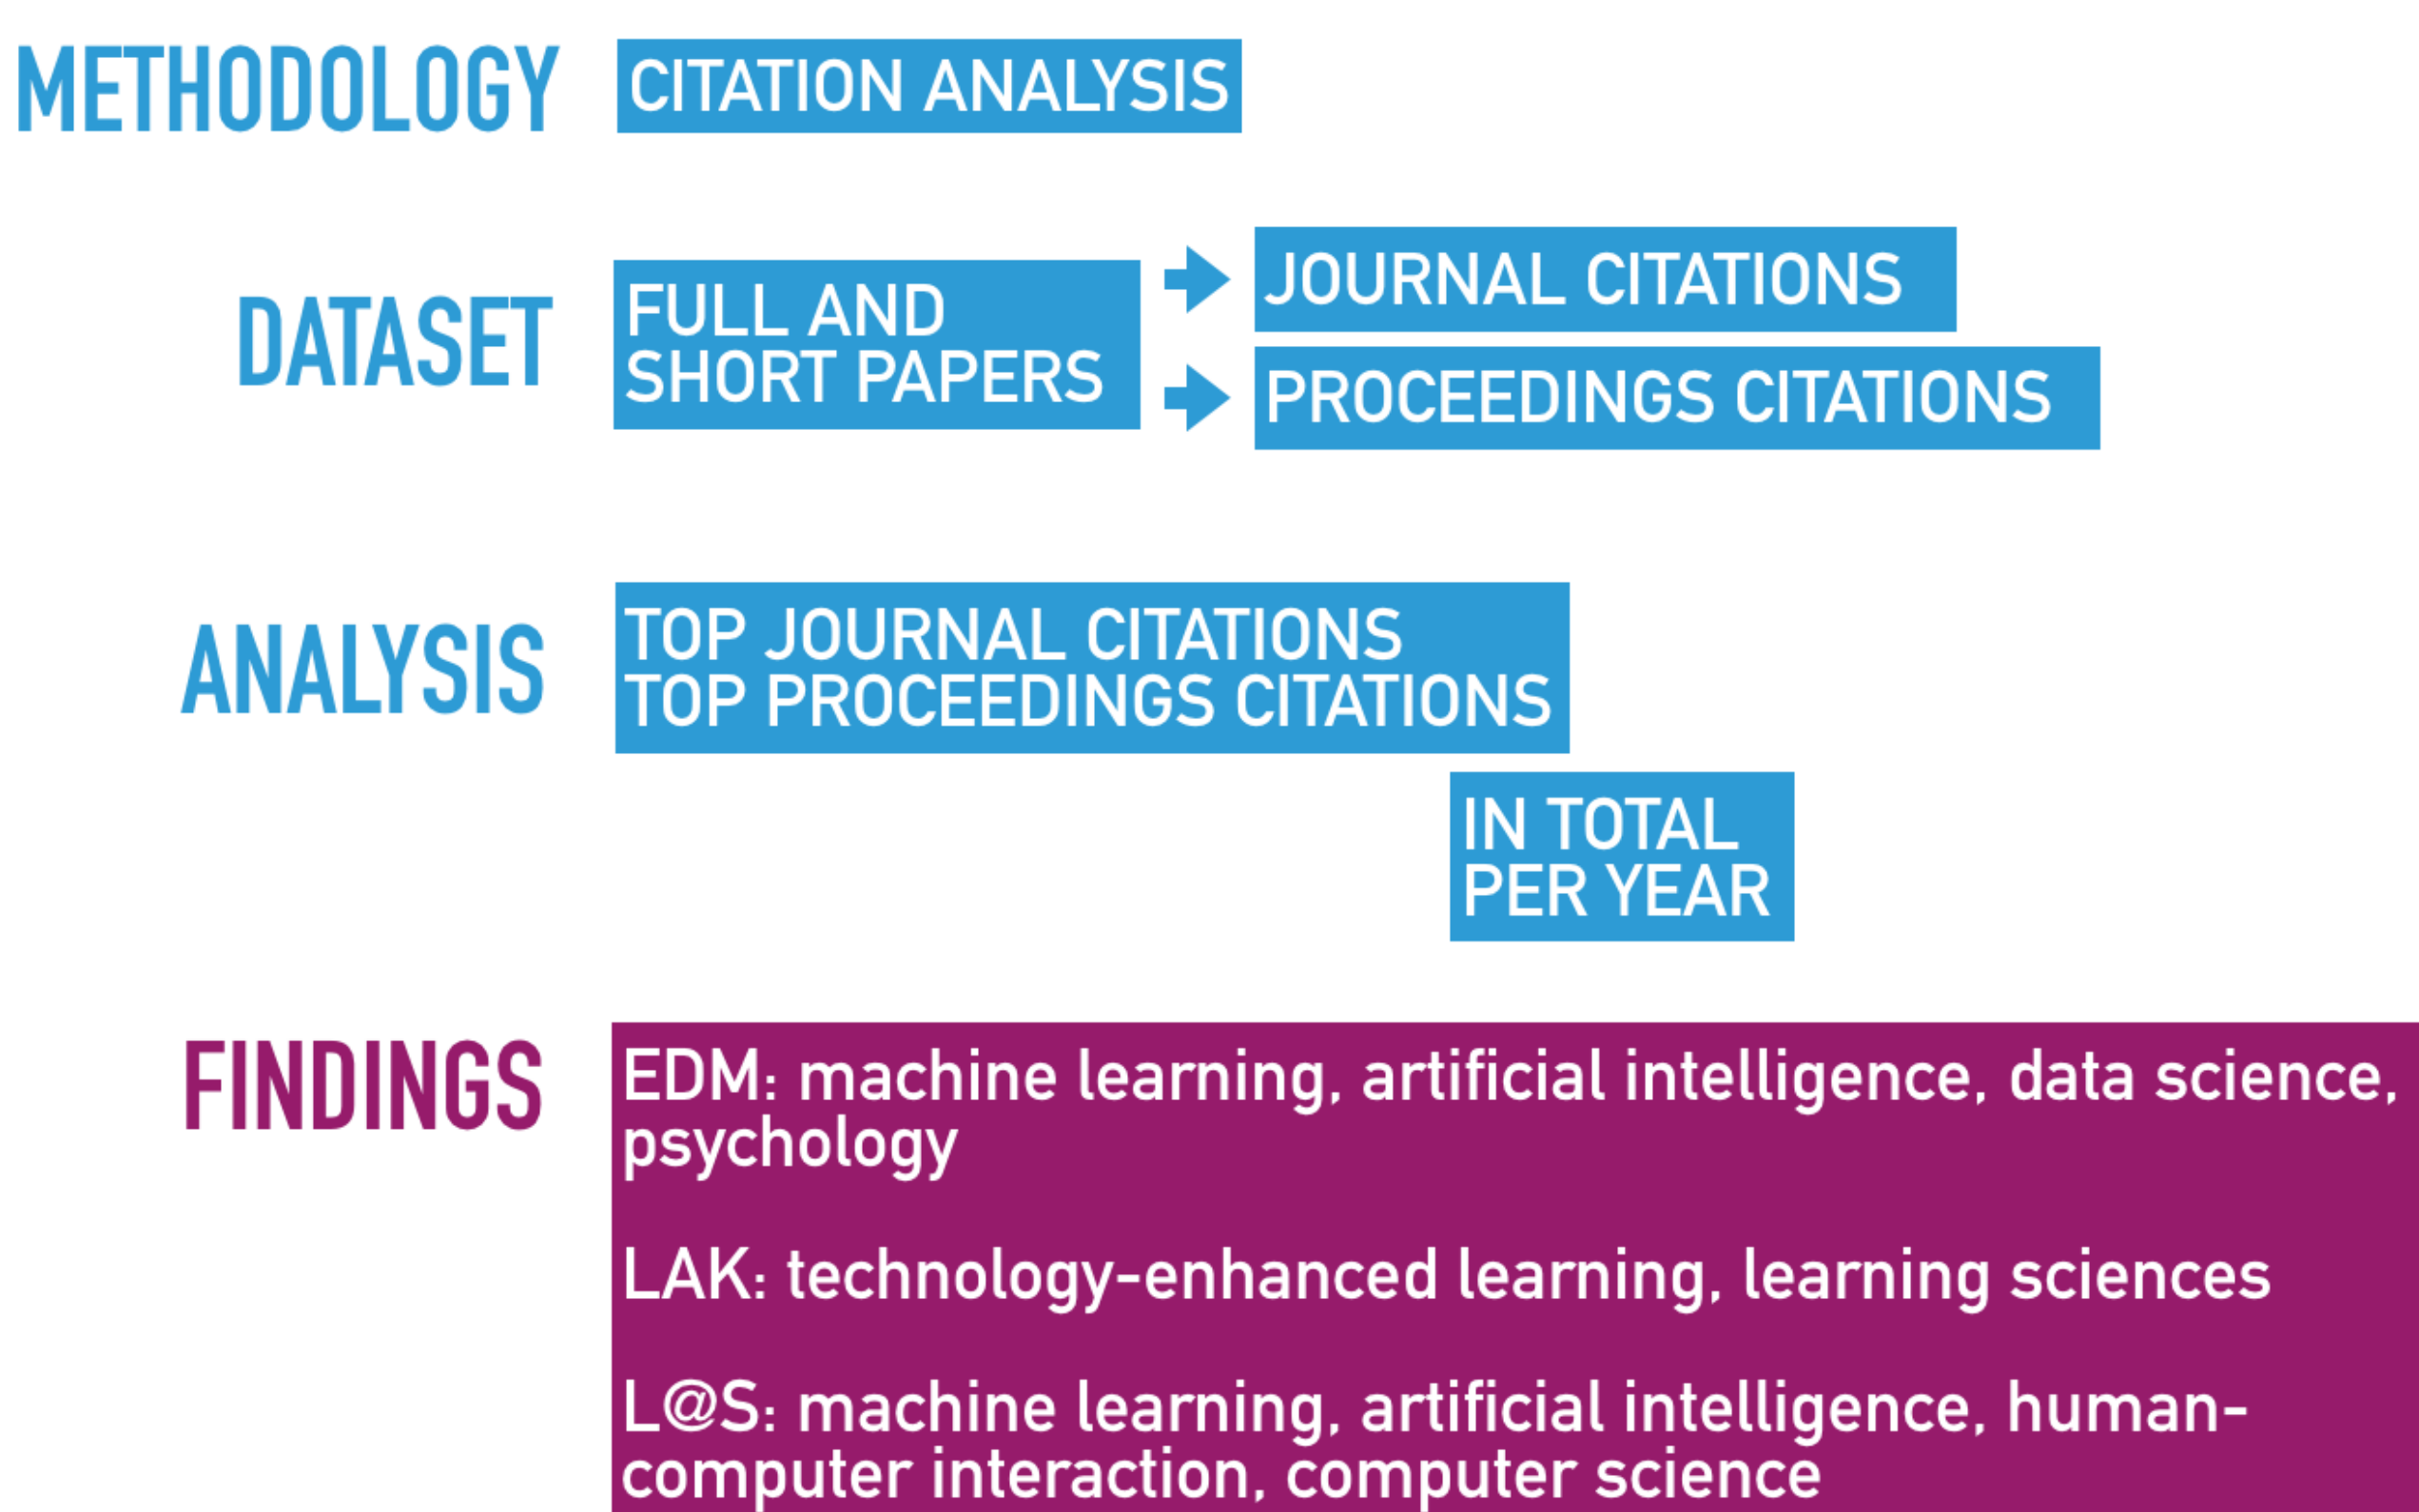 METHODOLOGY
CITATION ANALYSIS
DATASET
FULL AND
SHORT PAPERS
JOURNAL CITATIONS
PROCEEDINGS CITATIONS
ANALYSIS
TOP JOURNAL CITATIONS
TOP PROCEEDINGS CITATIONS
IN TOTAL
PER YEAR
FINDINGS
EDM: machine learning, artificial intelligence, data science,
psychology
LAK: technology-enhanced learning, learning sciences
L@S: machine learning, artificial intelligence, human-
computer interaction, computer science